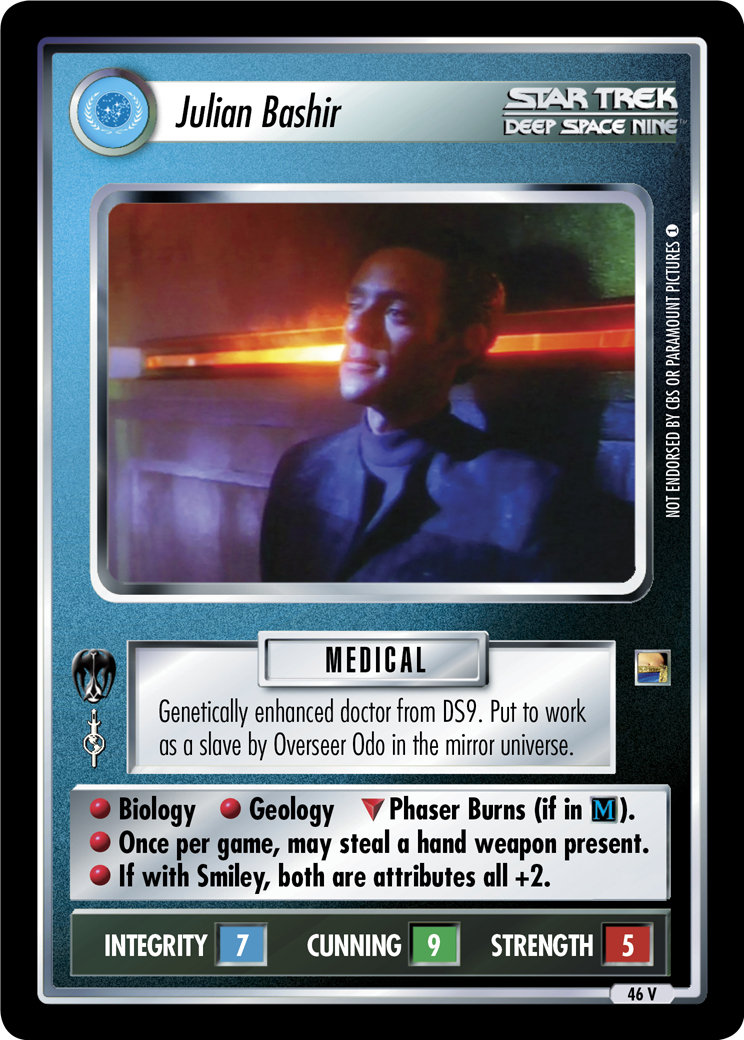 Julian Bashir
STAR TREK
DEEP SPACE NINE™
NOT ENDORSED BY CBS OR PARAMOUNT PICTURES 1
MEDICAL
Genetically enhanced doctor from DS9. Put to work
as a slave by Overseer Odo in the mirror universe.
Biology Geology Phaser Burns (if in M).
Once per game, may steal a hand weapon present.
If with Smiley, both are attributes all +2.
INTEGRITY 7 CUNNING 9 STRENGTH 5
46 V